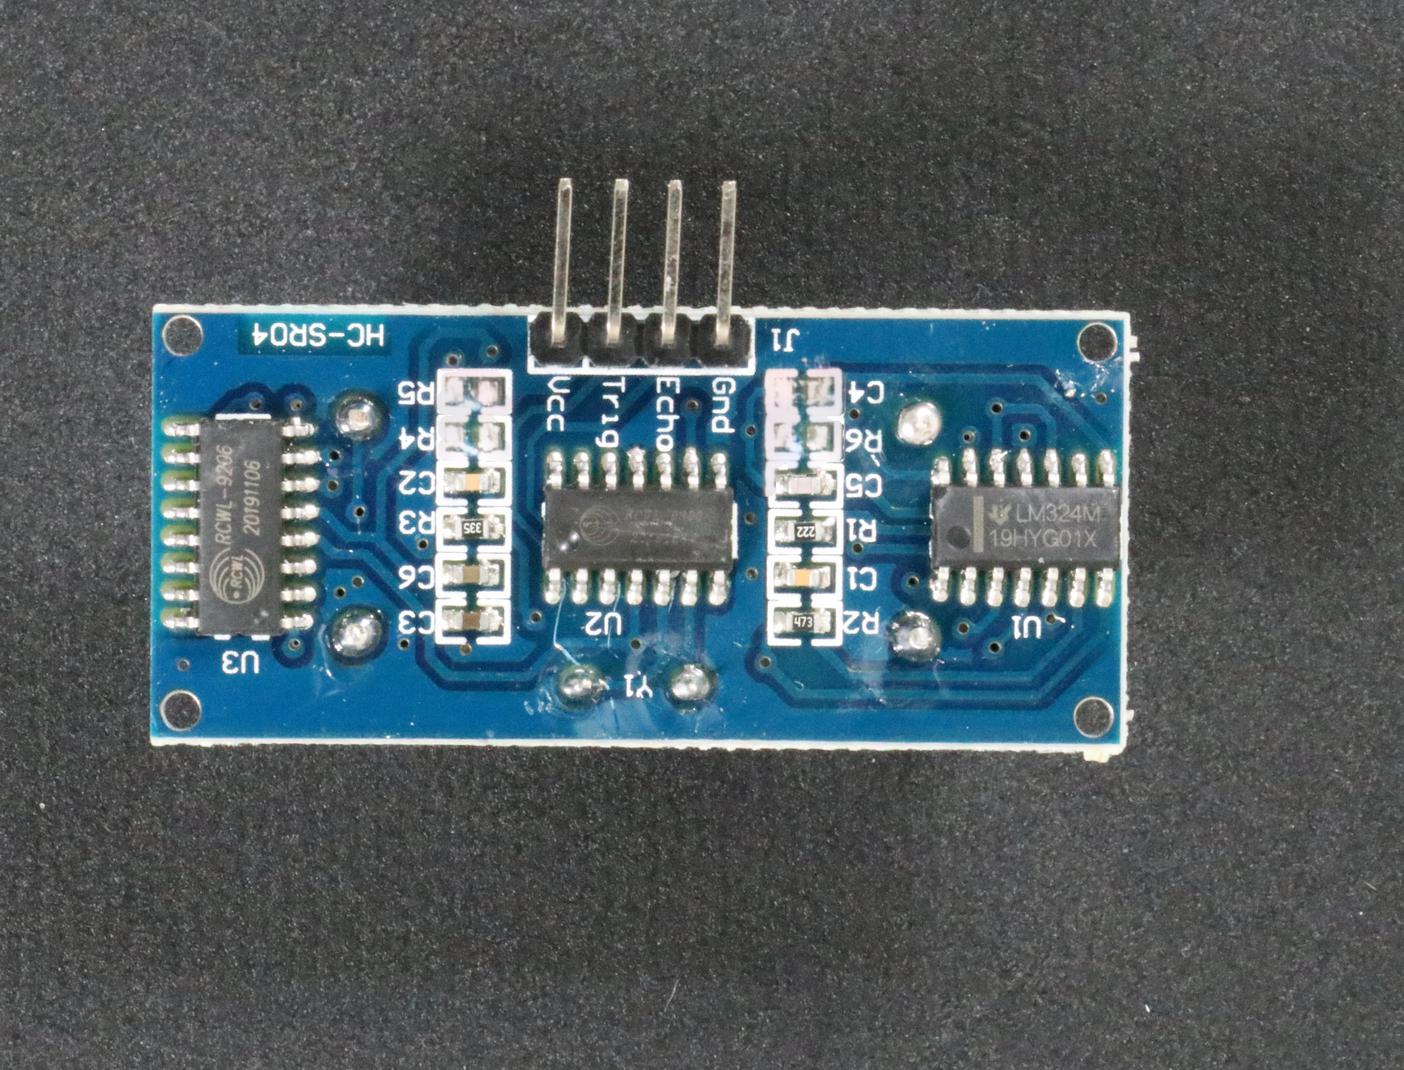 HC-SR04
J1
Vcc
Trig
Echo
Gnd
R5
R4
C2
R3
C6
C3
335
C4
R6
C5
R1
C1
R2
222
473
RCWL-9206
20191106
RCWL
U3
U2
Y1
LM324M
19HYG01X
U1